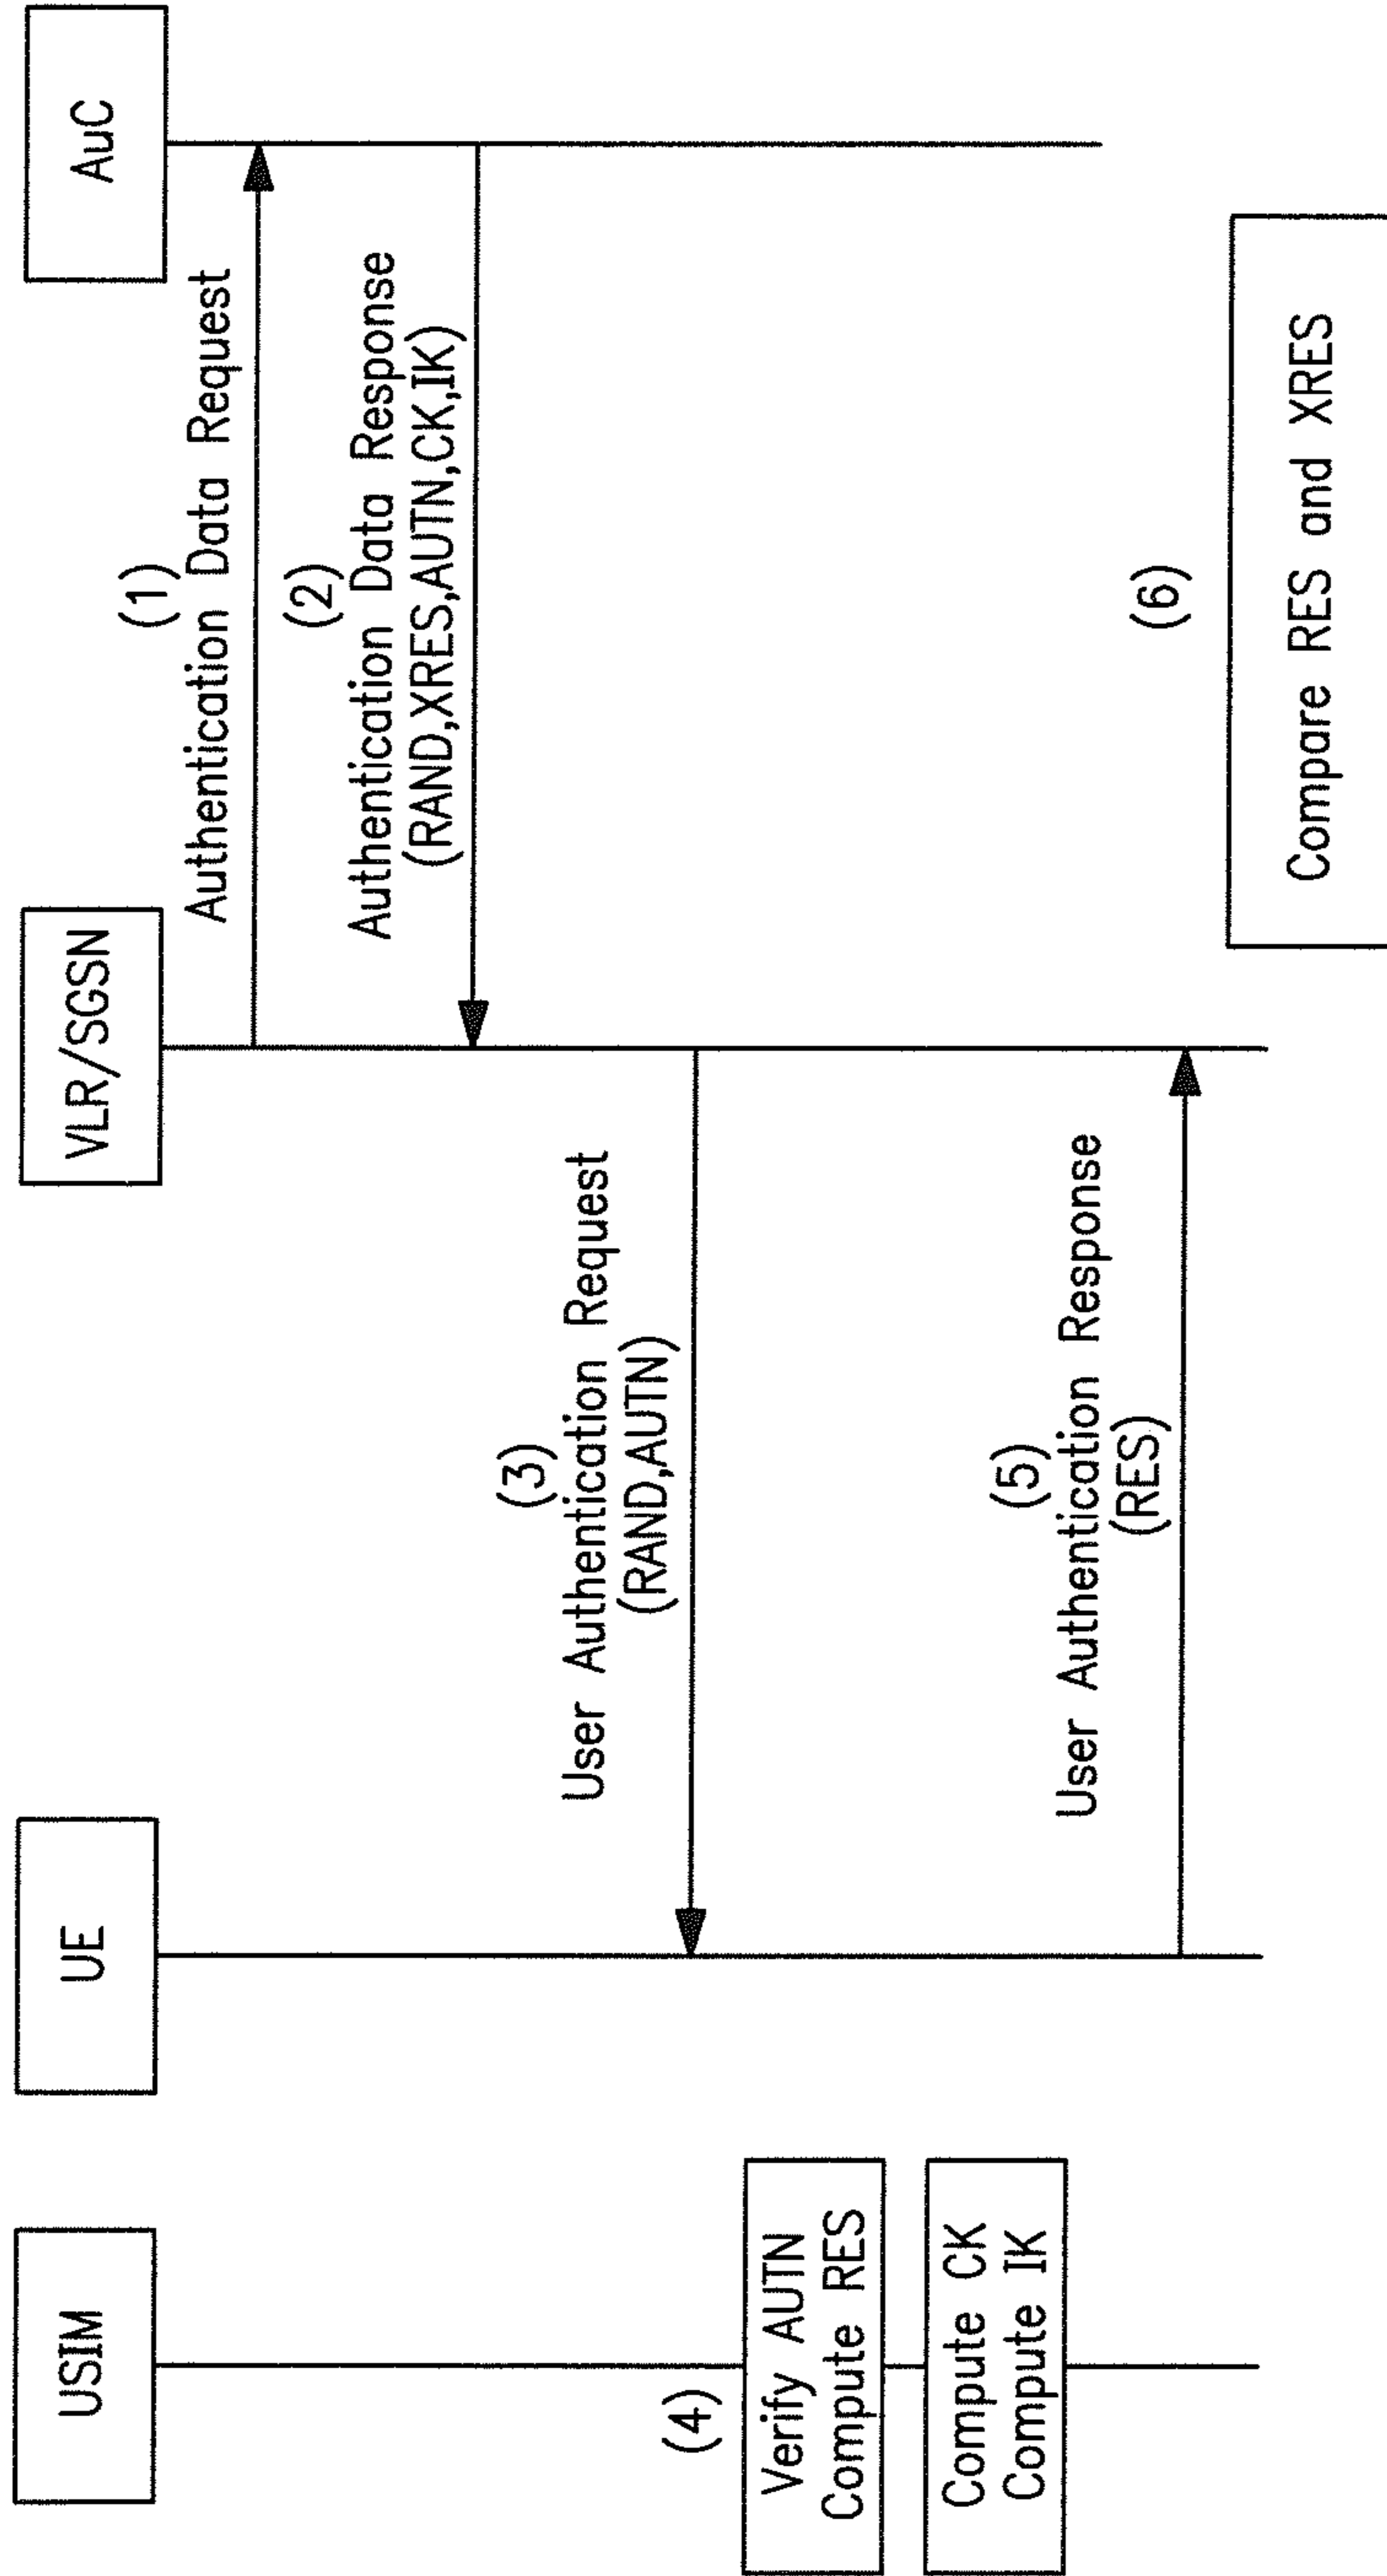 USIM
UE
VLR/SGSN
AuC
(1)
Authentication Data Request
(2)
Authentication Data Response
(RAND,XRES,AUTN,CK,IK)
(3)
User Authentication Request
(RAND,AUTN)
(4)
Verify AUTN
Compute RES
Compute CK
Compute IK
(5)
User Authentication Response
(RES)
(6)
Compare RES and XRES